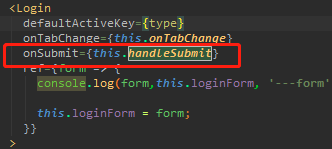 <Login
defaultActiveKey={type}
onTabChange={this.onTabChange}
onSubmit={this.handleSubmit}
ref={form => {
console.log(form,this.loginForm, '---form'
this.loginForm = form;
}}
>